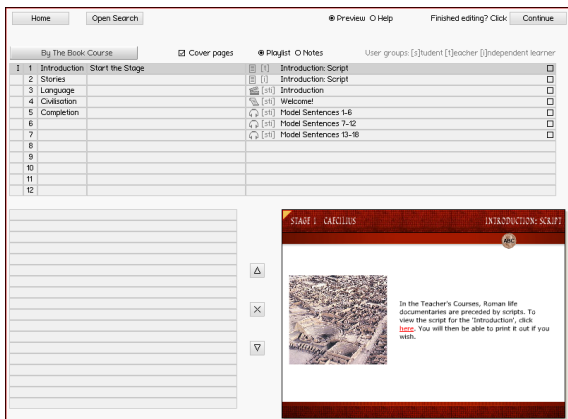 Home Open Search Preview Help Finished editing? Click Continue
By The Book Course Cover pages Playlist Notes User groups: [s]tudent [t]eacher [i]ndependent learner
I 1 Introduction Start the Stage [t] Introduction: Script
2 Stories [i] Introduction: Script
3 Language [sti] Introduction
4 Civilisation [sti] Welcome!
5 Completion [sti] Model Sentences 1-6
6 [sti] Model Sentences 7-12
7 [sti] Model Sentences 13-18
8
9
10
11
12
STAGE 1 CAECILIUS INTRODUCTION: SCRIPT
ABC
In the Teacher's Courses, Roman life
documentaries are preceded by scripts. To
view the script for the 'Introduction', click
here. You will then be able to print it out if you
wish.